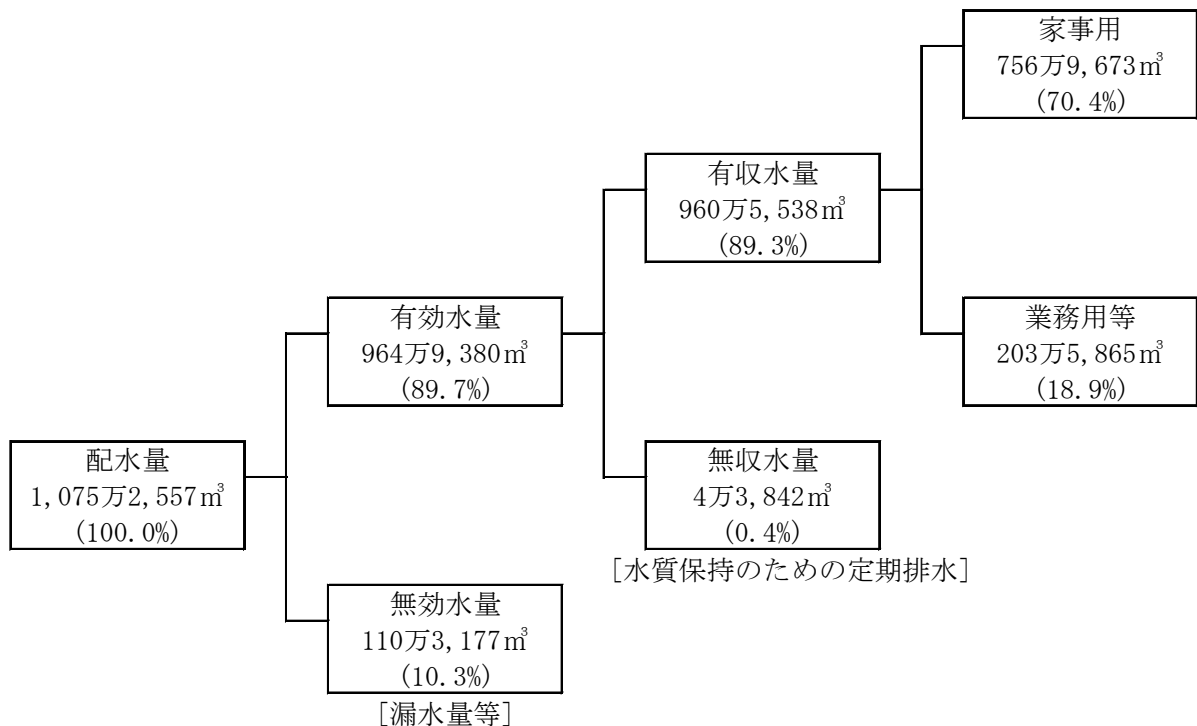 家事用
756万9,673㎥
(70.4%)
有収水量
960万5,538㎥
(89.3%)
有効水量
964万9,380㎥
(89.7%)
業務用等
203万5,865㎥
(18.9%)
配水量
1,075万2,557㎥
(100.0%)
無収水量
4万3,842㎥
(0.4%)
[水質保持のための定期排水]
無効水量
110万3,177㎥
(10.3%)
[漏水量等]